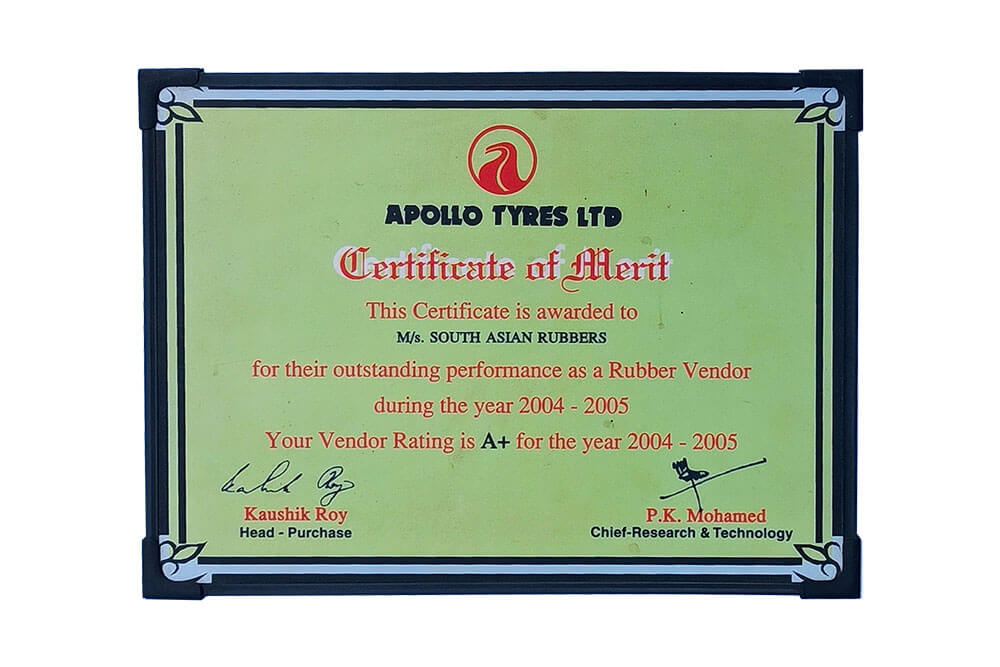 APOLLO TYRES LTD
Certificate of Merit
This Certificate is awarded to
M/s. SOUTH ASIAN RUBBERS
for their outstanding performance as a Rubber Vendor
during the year 2004 - 2005
Your Vendor Rating is A+ for the year 2004 - 2005
Kaushik Roy
Kaushik Roy P.K. Mohamed
Head - Purchase Chief-Research & Technology